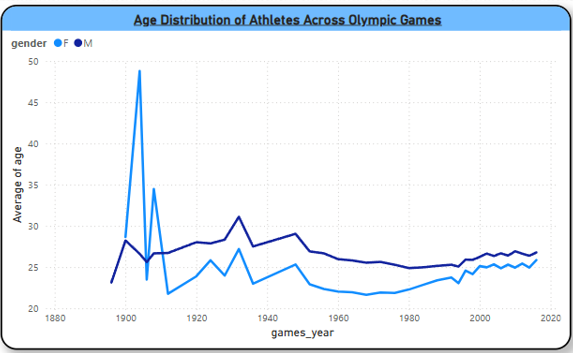 Age Distribution of Athletes Across Olympic Games
gender F M
50
45
40
35
30
25
20
Average of age
1880 1900 1920 1940 1960 1980 2000 2020
games_year